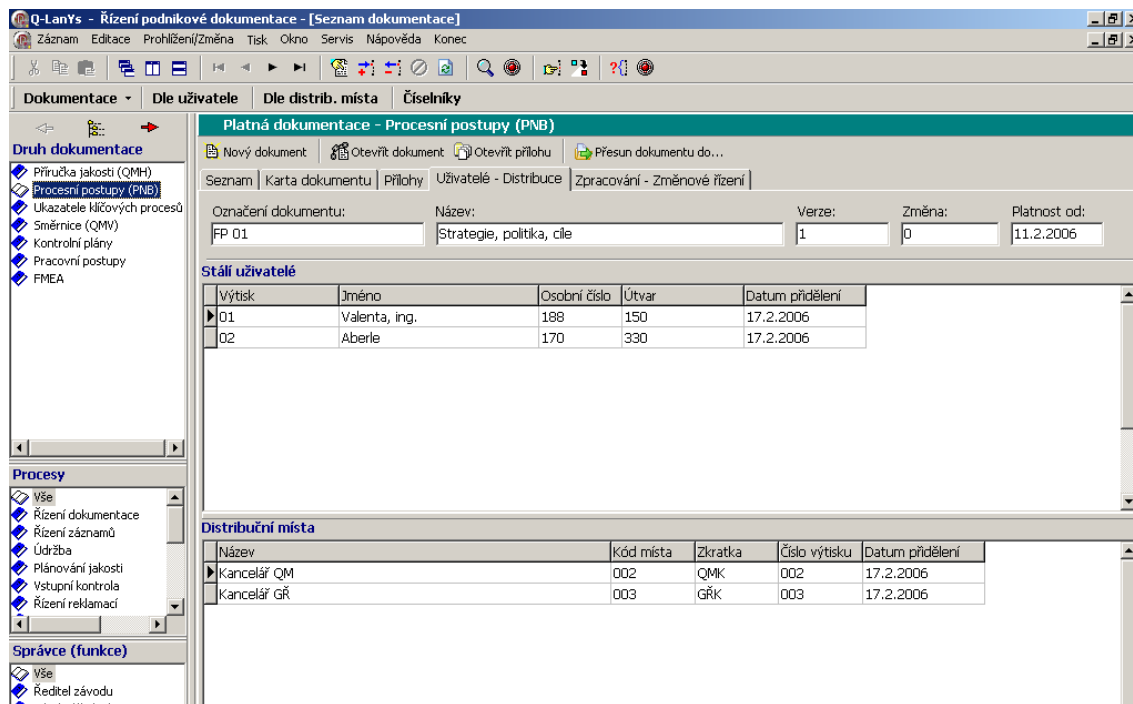 Q-LanYs - Řízení podnikové dokumentace - [Seznam dokumentace]
Záznam Editace Prohlížení/Změna Tisk Okno Servis Nápověda Konec
Dokumentace Dle uživatele Dle distrib. místa Číselníky
Druh dokumentace
Příručka jakosti (QMH)
Procesní postupy (PNB)
Ukazatele klíčových procesů
Směrnice (QMV)
Kontrolní plány
Pracovní postupy
FMEA
Procesy
Vše
Řízení dokumentace
Řízení záznamů
Údržba
Plánování jakosti
Vstupní kontrola
Řízení reklamací
Správce (funkce)
Vše
Ředitel závodu
Platná dokumentace - Procesní postupy (PNB)
Nový dokument Otevřít dokument Otevřít přílohu Přesun dokumentu do...
Seznam Karta dokumentu Přílohy Uživatelé - Distribuce Zpracování - Změnové řízení
Označení dokumentu: Název: Verze: Změna: Platnost od:
FP 01 Strategie, politika, cíle 1 0 11.2.2006
Stálí uživatelé
Výtisk Jméno Osobní číslo Útvar Datum přidělení
01 Valenta, ing. 188 150 17.2.2006
02 Aberle 170 330 17.2.2006
Distribuční místa
Název Kód místa Zkratka Číslo výtisku Datum přidělení
Kancelář QM 002 QMK 002 17.2.2006
Kancelář GŘ 003 GŘK 003 17.2.2006